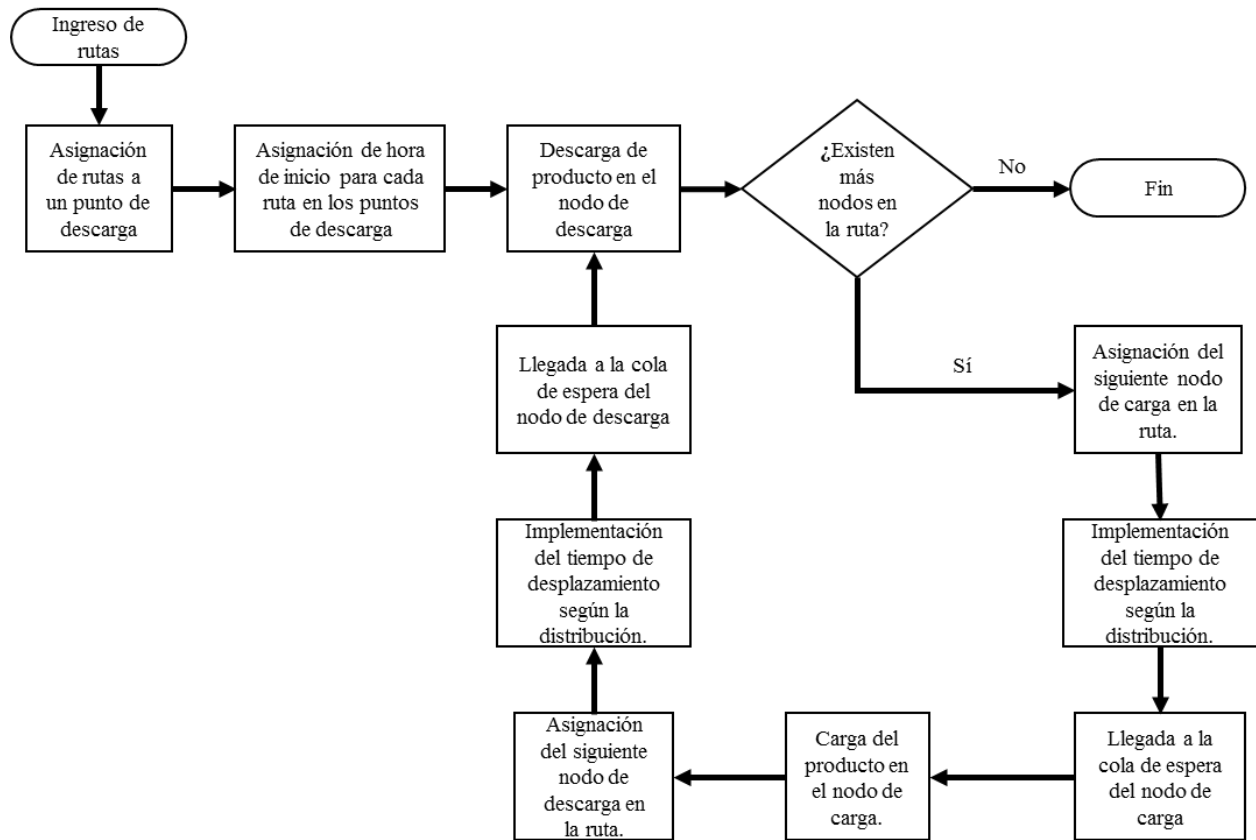 Ingreso de
rutas
Asignación
de rutas a
un punto de
descarga
Asignación de hora
de inicio para cada
ruta en los puntos
de descarga
Descarga de
producto en el
nodo de
descarga
¿Existen
más
nodos en
la ruta?
No
Fin
Sí
Asignación del
siguiente nodo
de carga en la
ruta.
Implementación
del tiempo de
desplazamiento
según la
distribución.
Llegada a la
cola de espera
del nodo de
carga
Carga del
producto en
el nodo de
carga.
Asignación
del siguiente
nodo de
descarga en
la ruta.
Implementación
del tiempo de
desplazamiento
según la
distribución.
Llegada a la cola
de espera del
nodo de descarga